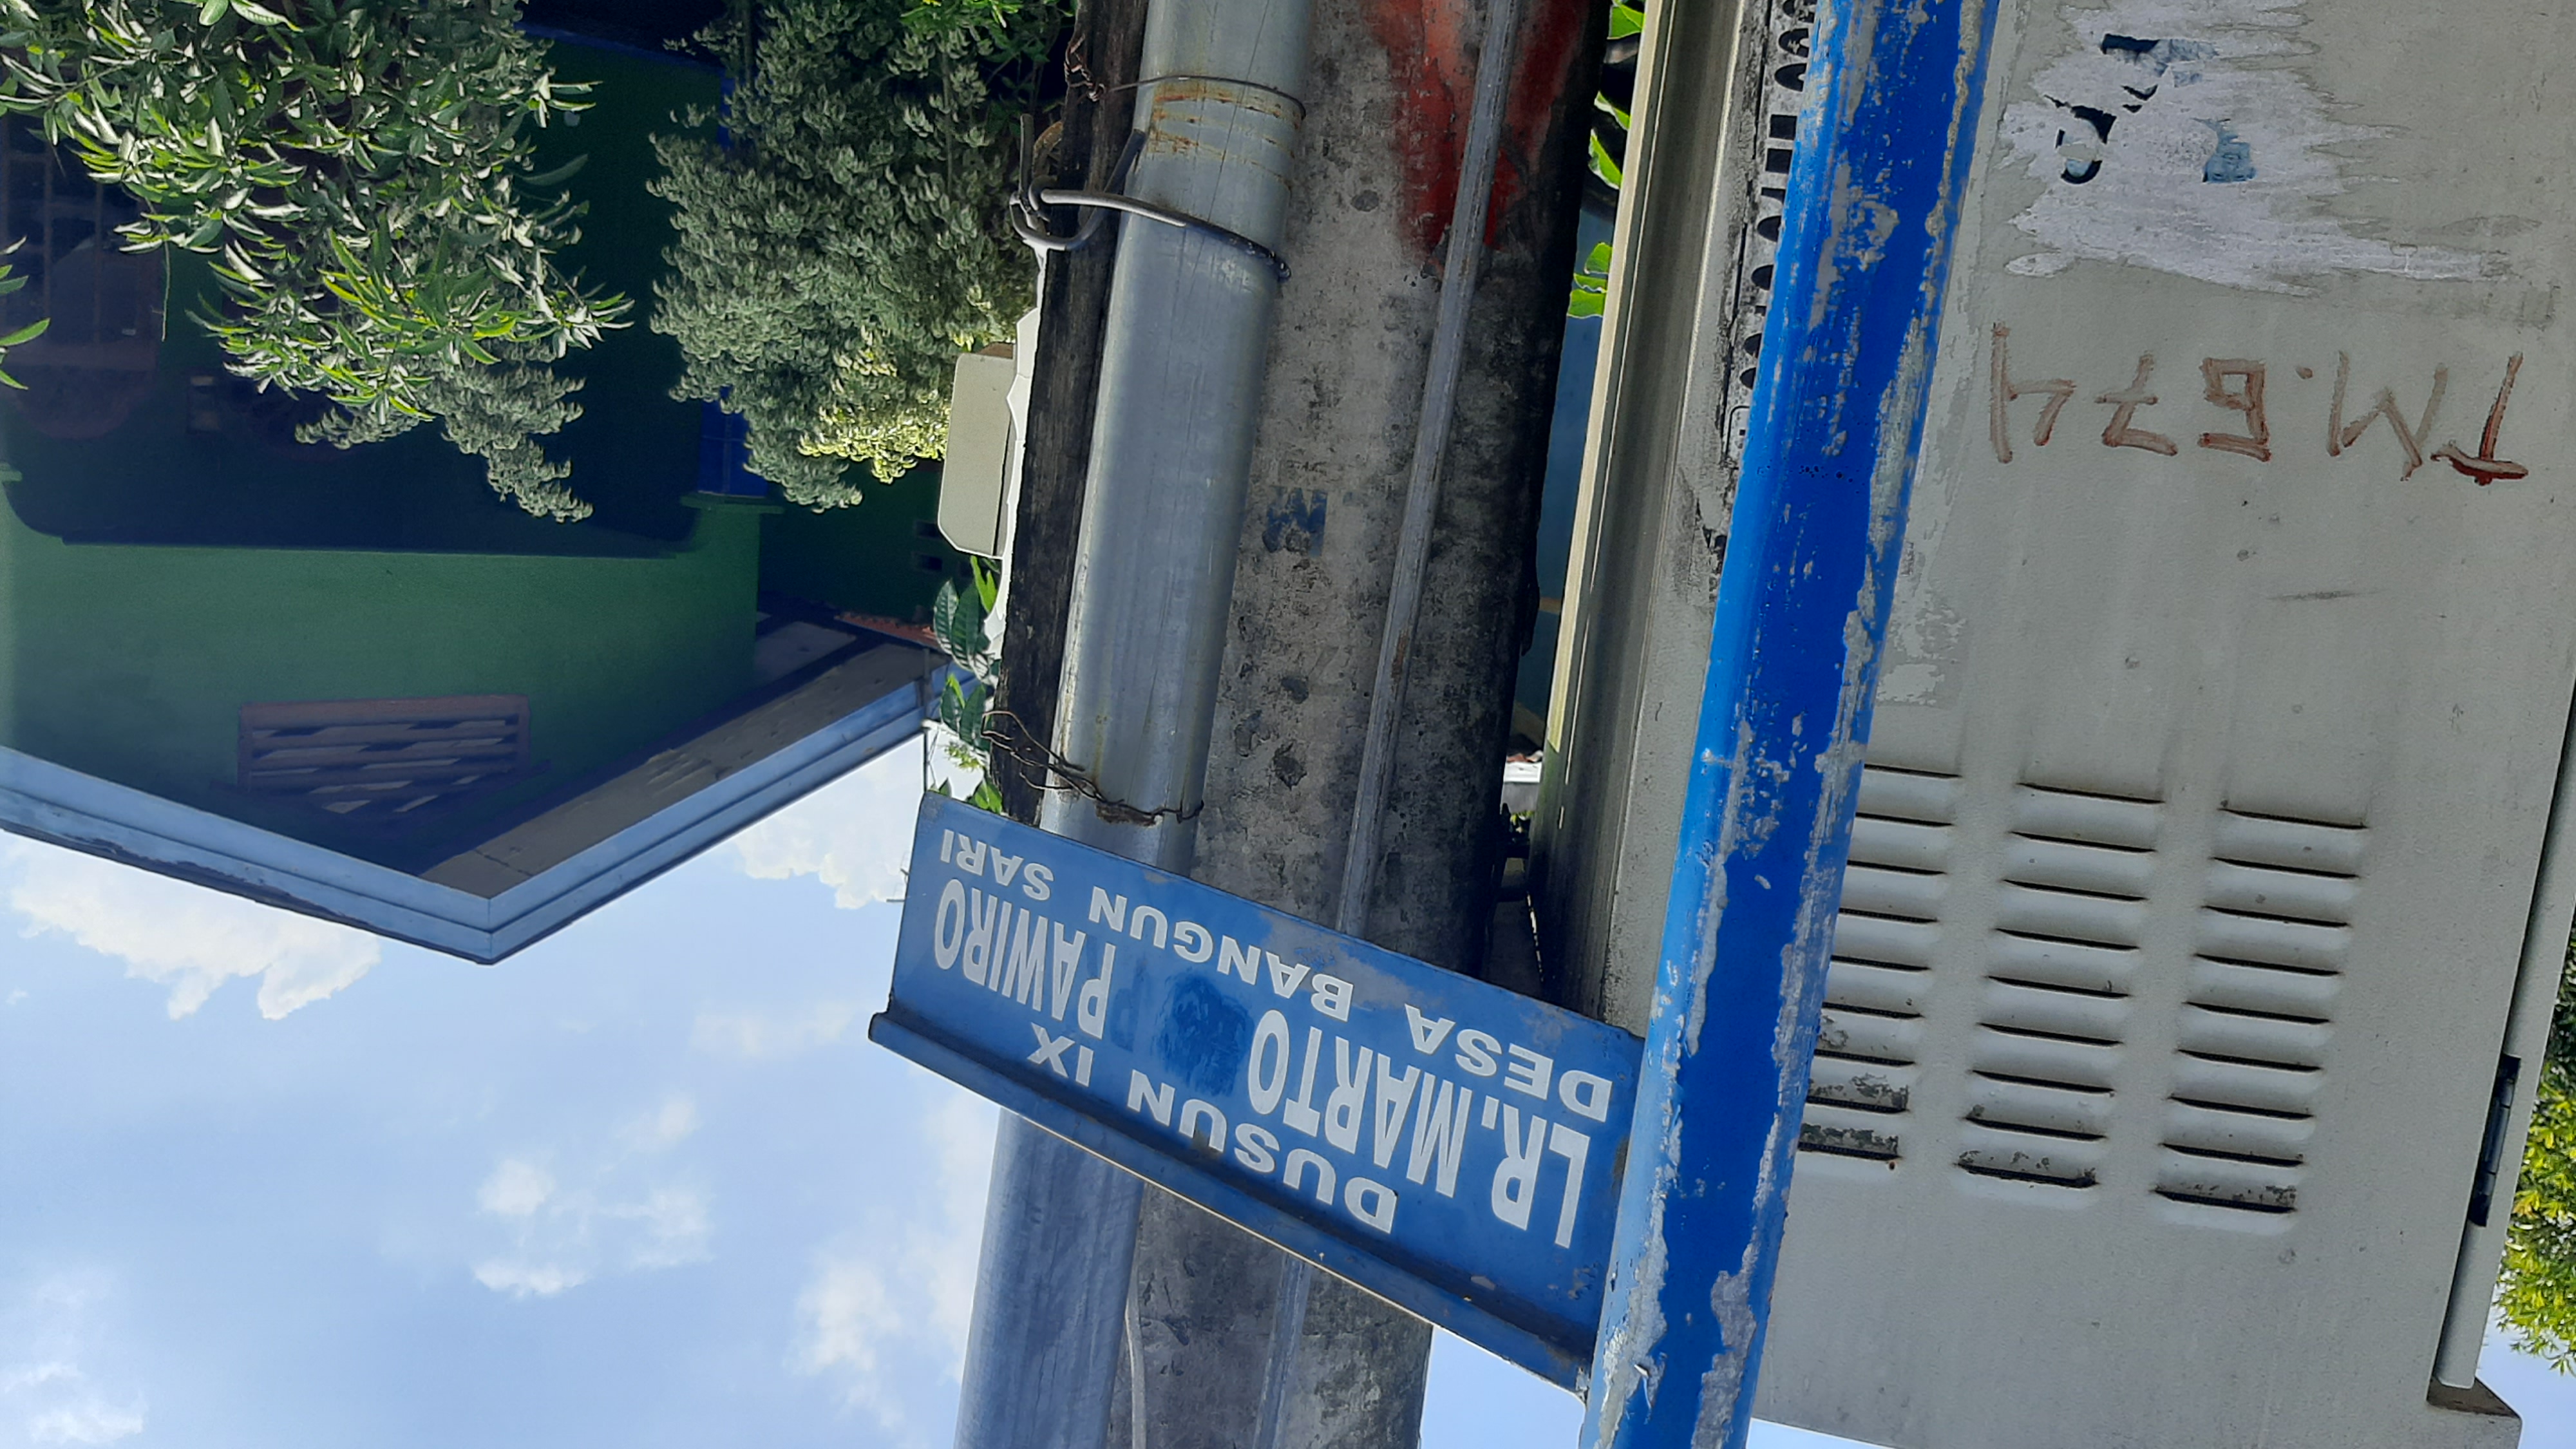 DUSUN IX
LR.MARTO PAWIRO
DESA BANGUN SARI
TM.674